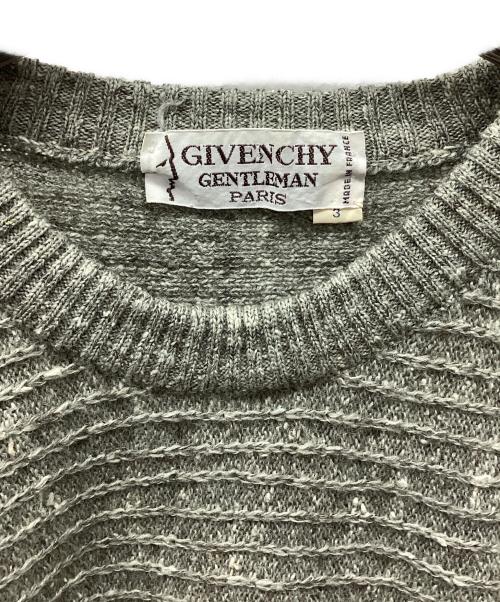 GIVENCHY
GENTLEMAN
PARIS
MADE IN FRANCE
3